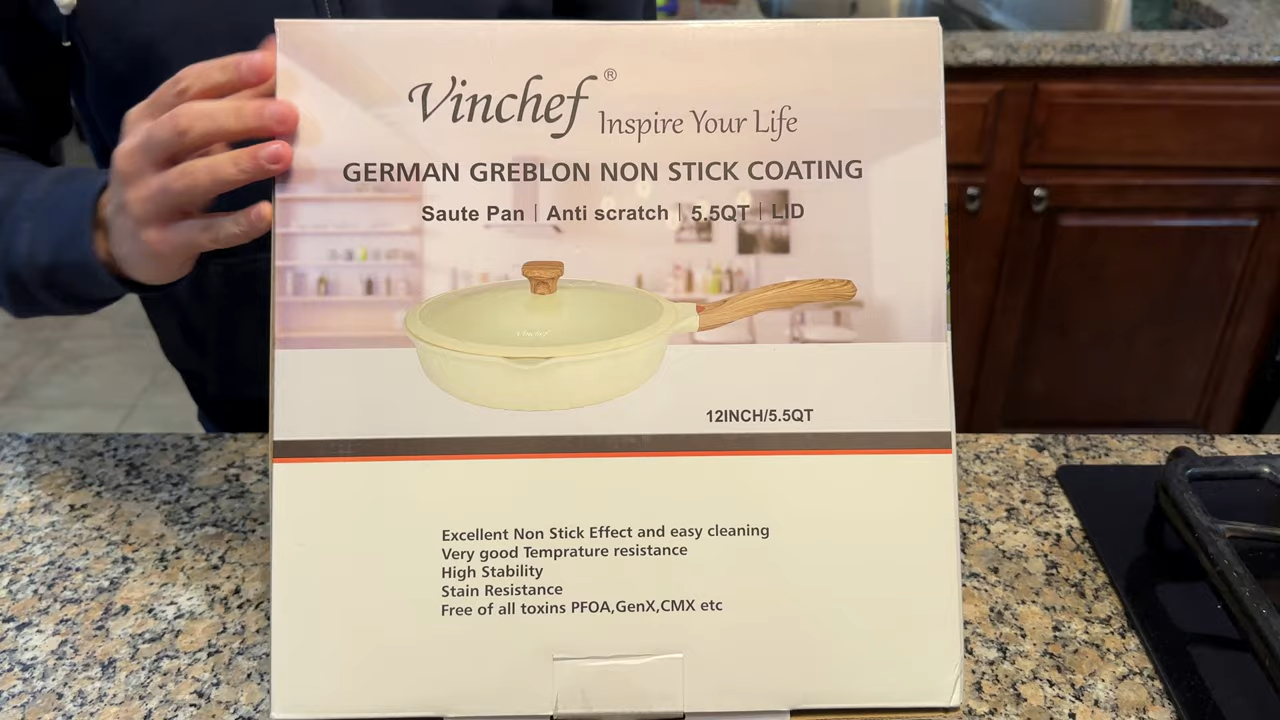 Vinchef® Inspire Your Life
GERMAN GREBLON NON STICK COATING
Saute Pan | Anti scratch | 5.5QT | LID
Vinchef
12INCH/5.5QT
Excellent Non Stick Effect and easy cleaning
Very good Temprature resistance
High Stability
Stain Resistance
Free of all toxins PFOA,GenX,CMX etc